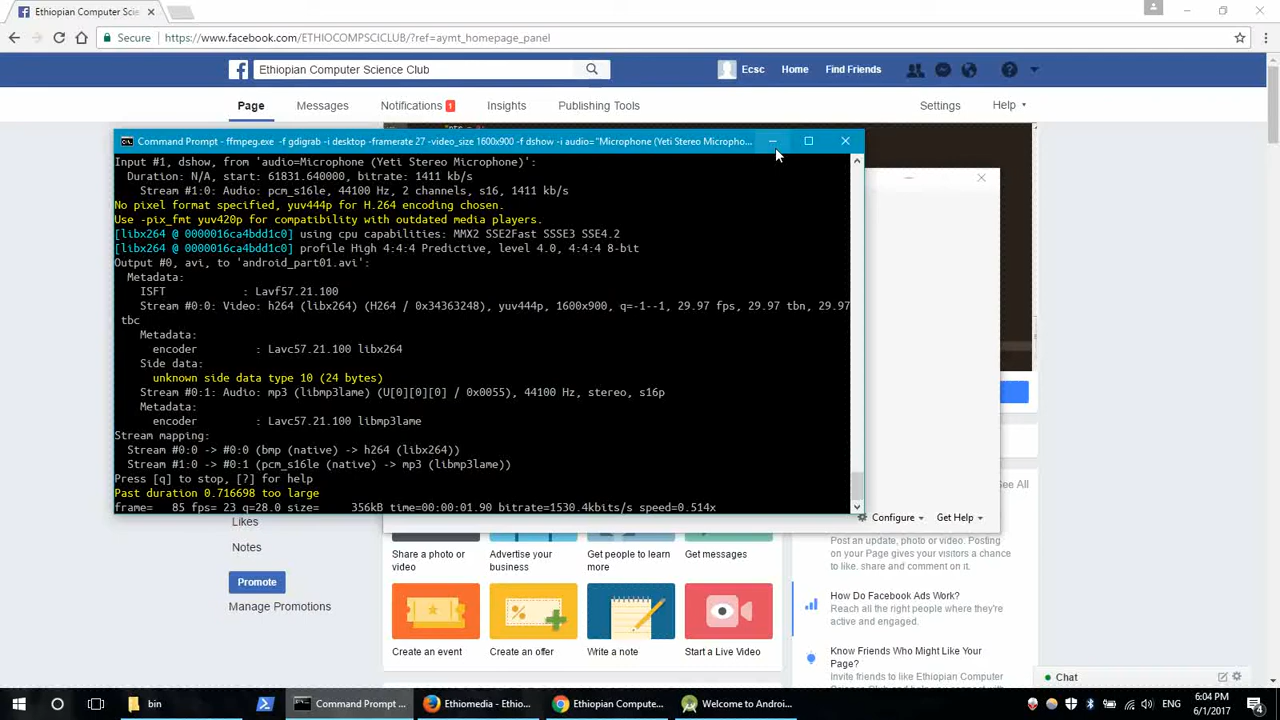 Ethiopian Computer Scien
Secure
https://www.facebook.com/ETHIOCOMPSCICLUB/?ref=aymt_homepage_panel
Ethiopian Computer Science Club
Ecsc
Home
Find Friends
Page
Messages
Notifications 1
Insights
Publishing Tools
Settings
Help
Command Prompt - ffmpeg.exe -f gdigrab -i desktop -framerate 27 -video_size 1600x900 -f dshow -i audio="Microphone (Yeti Stereo Micropho...
Input #1, dshow, from 'audio=Microphone (Yeti Stereo Microphone)':
Duration: N/A, start: 61831.640000, bitrate: 1411 kb/s
Stream #1:0: Audio: pcm_s16le, 44100 Hz, 2 channels, s16, 1411 kb/s
No pixel format specified, yuv444p for H.264 encoding chosen.
Use -pix_fmt yuv420p for compatibility with outdated media players.
[libx264 @ 0000016ca4bdd1c0] using cpu capabilities: MMX2 SSE2Fast SSSE3 SSE4.2
[libx264 @ 0000016ca4bdd1c0] profile High 4:4:4 Predictive, level 4.0, 4:4:4 8-bit
Output #0, avi, to 'android_part01.avi':
Metadata:
ISFT : Lavf57.21.100
Stream #0:0: Video: h264 (libx264) (H264 / 0x34363248), yuv444p, 1600x900, q=-1--1, 29.97 fps, 29.97 tbn, 29.97
tbc
Metadata:
encoder : Lavc57.21.100 libx264
Side data:
unknown side data type 10 (24 bytes)
Stream #0:1: Audio: mp3 (libmp3lame) (U[0][0][0] / 0x0055), 44100 Hz, stereo, s16p
Metadata:
encoder : Lavc57.21.100 libmp3lame
Stream mapping:
Stream #0:0 -> #0:0 (bmp (native) -> h264 (libx264))
Stream #1:0 -> #0:1 (pcm_s16le (native) -> mp3 (libmp3lame))
Press [q] to stop, [?] for help
Past duration 0.716698 too large
frame= 85 fps= 23 q=28.0 size= 356kB time=00:00:01.90 bitrate=1530.4kbits/s speed=0.514x
See All
Configure
Get Help
Likes
Notes
Promote
Manage Promotions
Share a photo or
video
Advertise your
business
Get people to learn
more
Get messages
Create an event
Create an offer
Write a note
Start a Live Video
Post an update, photo or video. Posting
on your Page gives your visitors a chance
to like. share and comment on it.
How Do Facebook Ads Work?
Reach all the right people where they're
active and engaged.
Know Friends Who Might Like Your
Page?
Invite friends to like Ethiopian Computer
Chat
bin
Command Prompt ...
Ethiomedia - Ethio...
Ethiopian Compute...
Welcome to Androi...
ENG
6:04 PM
6/1/2017